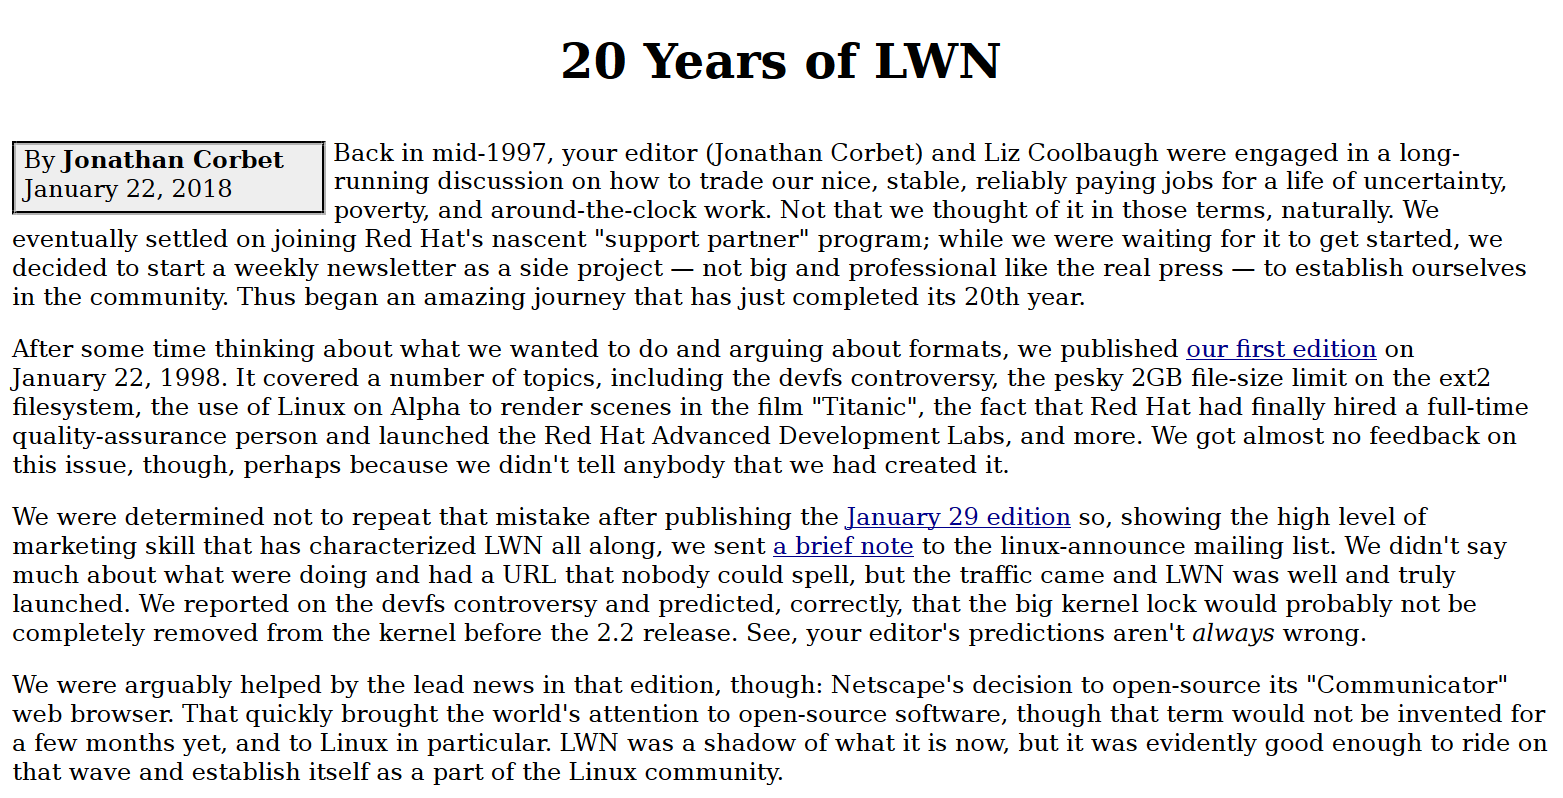 20 Years of LWN
By Jonathan Corbet
January 22, 2018
Back in mid-1997, your editor (Jonathan Corbet) and Liz Coolbaugh were engaged in a long-
running discussion on how to trade our nice, stable, reliably paying jobs for a life of uncertainty,
poverty, and around-the-clock work. Not that we thought of it in those terms, naturally. We
eventually settled on joining Red Hat's nascent "support partner" program; while we were waiting for it to get started, we
decided to start a weekly newsletter as a side project — not big and professional like the real press — to establish ourselves
in the community. Thus began an amazing journey that has just completed its 20th year.
After some time thinking about what we wanted to do and arguing about formats, we published our first edition on
January 22, 1998. It covered a number of topics, including the devfs controversy, the pesky 2GB file-size limit on the ext2
filesystem, the use of Linux on Alpha to render scenes in the film "Titanic", the fact that Red Hat had finally hired a full-time
quality-assurance person and launched the Red Hat Advanced Development Labs, and more. We got almost no feedback on
this issue, though, perhaps because we didn't tell anybody that we had created it.
We were determined not to repeat that mistake after publishing the January 29 edition so, showing the high level of
marketing skill that has characterized LWN all along, we sent a brief note to the linux-announce mailing list. We didn't say
much about what were doing and had a URL that nobody could spell, but the traffic came and LWN was well and truly
launched. We reported on the devfs controversy and predicted, correctly, that the big kernel lock would probably not be
completely removed from the kernel before the 2.2 release. See, your editor's predictions aren't always wrong.
We were arguably helped by the lead news in that edition, though: Netscape's decision to open-source its "Communicator"
web browser. That quickly brought the world's attention to open-source software, though that term would not be invented for
a few months yet, and to Linux in particular. LWN was a shadow of what it is now, but it was evidently good enough to ride on
that wave and establish itself as a part of the Linux community.